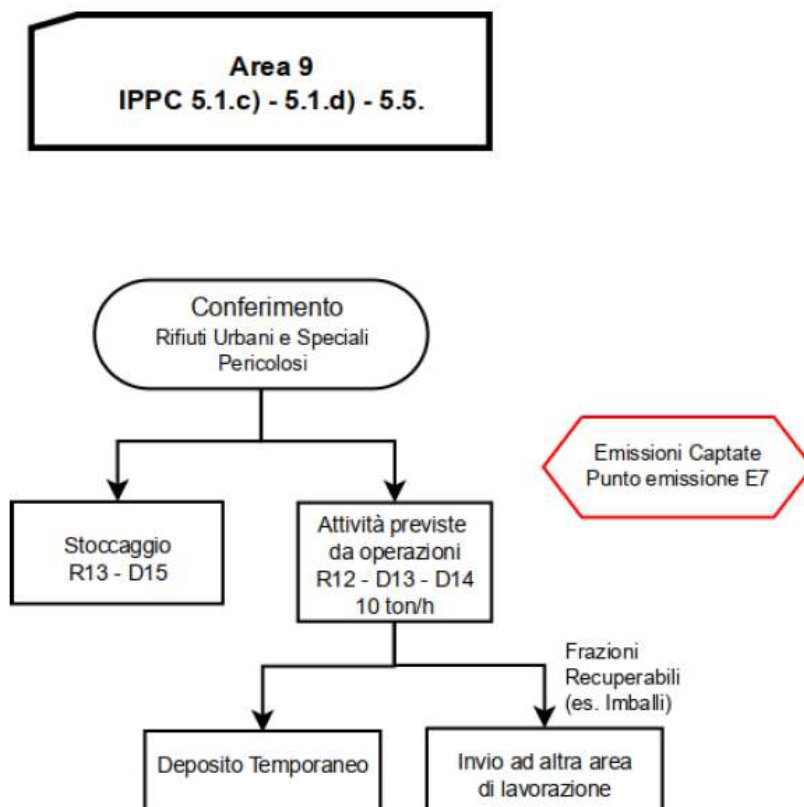 Area 9
IPPC 5.1.c) - 5.1.d) - 5.5.
Conferimento
Rifiuti Urbani e Speciali
Pericolosi
Emissioni Captate
Punto emissione E7
Stoccaggio
R13 - D15
Attività previste
da operazioni
R12 - D13 - D14
10 ton/h
Frazioni
Recuperabili
(es. Imballi)
Deposito Temporaneo
Invio ad altra area
di lavorazione